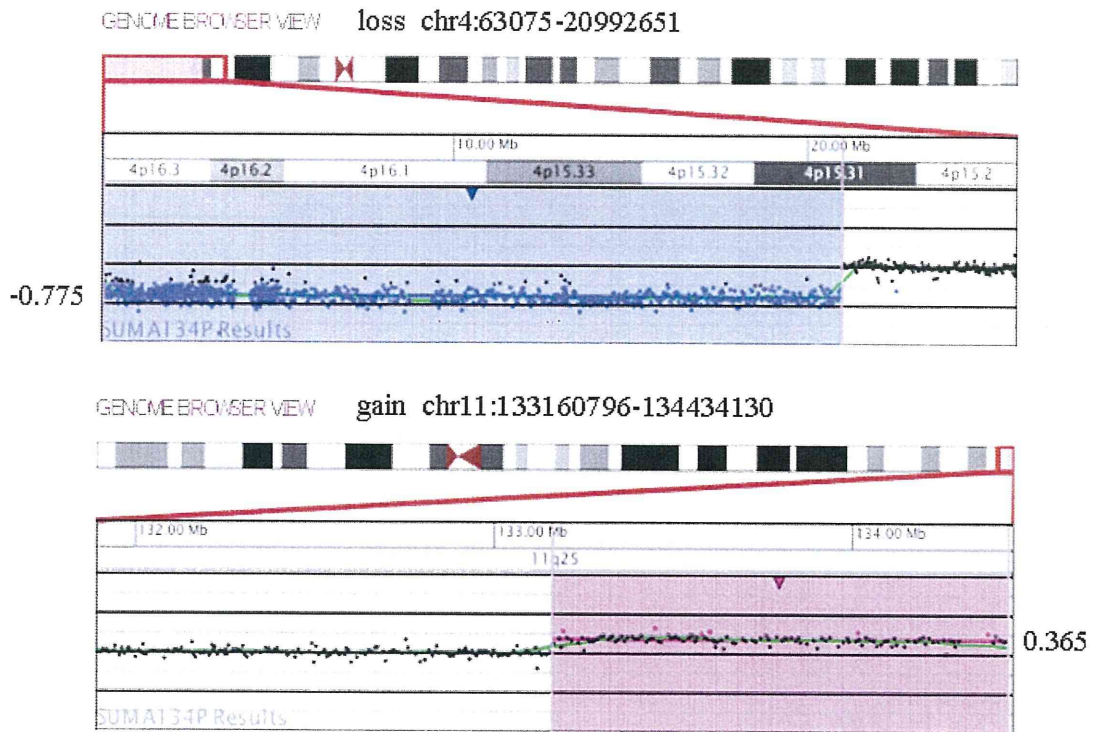 GENOME BROWSER VIEW loss chr4:63075-20992651
10.00 Mb 20.00 Mb
4p16.3 4p16.2 4p16.1 4p15.33 4p15.32 4p15.31 4p15.2
-0.775
SUMA134P Results
GENOME BROWSER VIEW gain chr11:133160796-134434130
132.00 Mb 133.00 Mb 134.00 Mb
11q25
0.365
SUMA134P Results